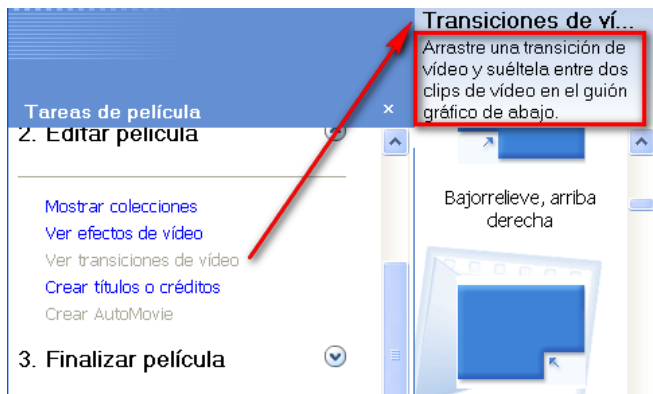 Transiciones de ví...
Arrastre una transición de
vídeo y suéltela entre dos
clips de vídeo en el guión
gráfico de abajo.
Tareas de película
2. Editar película
Mostrar colecciones
Ver efectos de vídeo
Ver transiciones de vídeo
Crear títulos o créditos
Crear AutoMovie
3. Finalizar película
Bajorrelieve, arriba
derecha